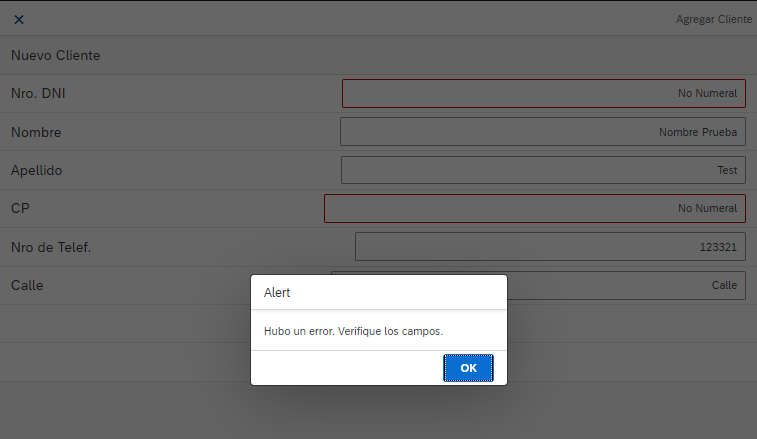 Agregar Cliente
Nuevo Cliente
Nro. DNI No Numeral
Nombre Nombre Prueba
Apellido Test
CP No Numeral
Nro de Telef. 123321
Calle Calle
Alert
Hubo un error. Verifique los campos.
OK